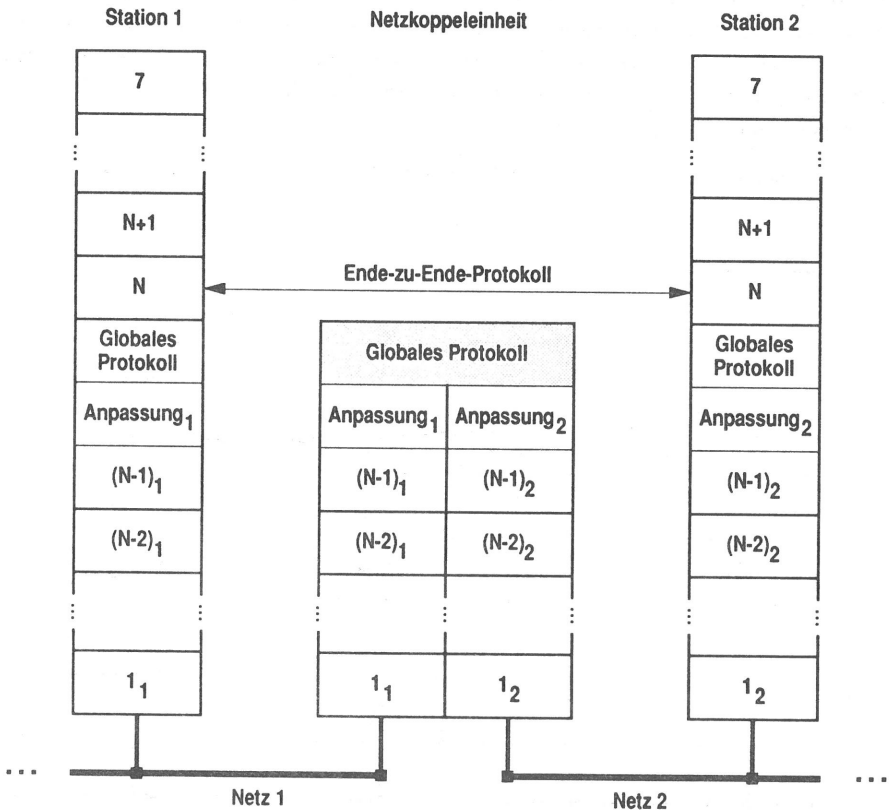 Station 1
Netzkoppeleinheit
Station 2
7
7
N+1
N+1
N
Ende-zu-Ende-Protokoll
N
Globales
Protokoll
Globales Protokoll
Globales
Protokoll
Anpassung1
Anpassung1
Anpassung2
Anpassung2
(N-1)1
(N-1)1
(N-1)2
(N-1)2
(N-2)1
(N-2)1
(N-2)2
(N-2)2
11
11
12
12
Netz 1
Netz 2